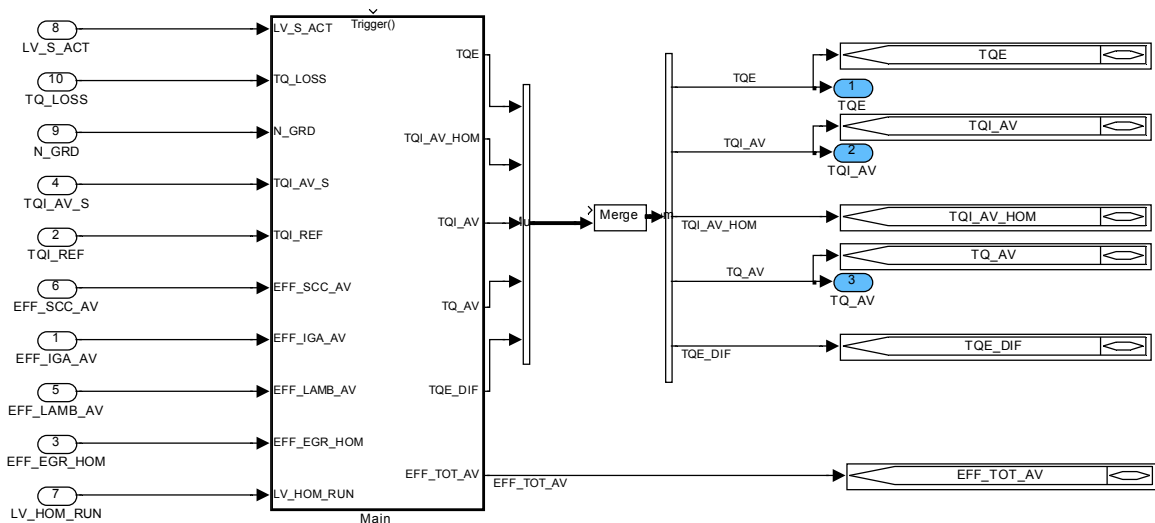 8
LV_S_ACT
10
TQ_LOSS
9
N_GRD
4
TQI_AV_S
2
TQI_REF
6
EFF_SCC_AV
1
EFF_IGA_AV
5
EFF_LAMB_AV
3
EFF_EGR_HOM
7
LV_HOM_RUN
Trigger()
LV_S_ACT
TQ_LOSS
N_GRD
TQI_AV_S
TQI_REF
EFF_SCC_AV
EFF_IGA_AV
EFF_LAMB_AV
EFF_EGR_HOM
LV_HOM_RUN
TQE
TQI_AV_HOM
TQI_AV
TQ_AV
TQE_DIF
EFF_TOT_AV
Main
EFF_TOT_AV
Merge
TQE
TQI_AV
TQI_AV_HOM
TQ_AV
TQE_DIF
TQE
1
TQE
TQI_AV
2
TQI_AV
TQI_AV_HOM
TQ_AV
3
TQ_AV
TQE_DIF
EFF_TOT_AV